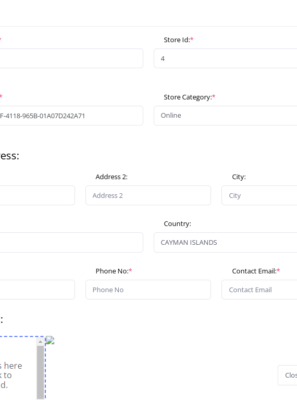 * Store Id:*
4
* Store Category:*
F-4118-965B-01A07D242A71 Online
ess:
Address 2: City:
Address 2 City
Country:
CAYMAN ISLANDS
Phone No:* Contact Email:*
Phone No Contact Email
:
s here
k to
d.
Clos